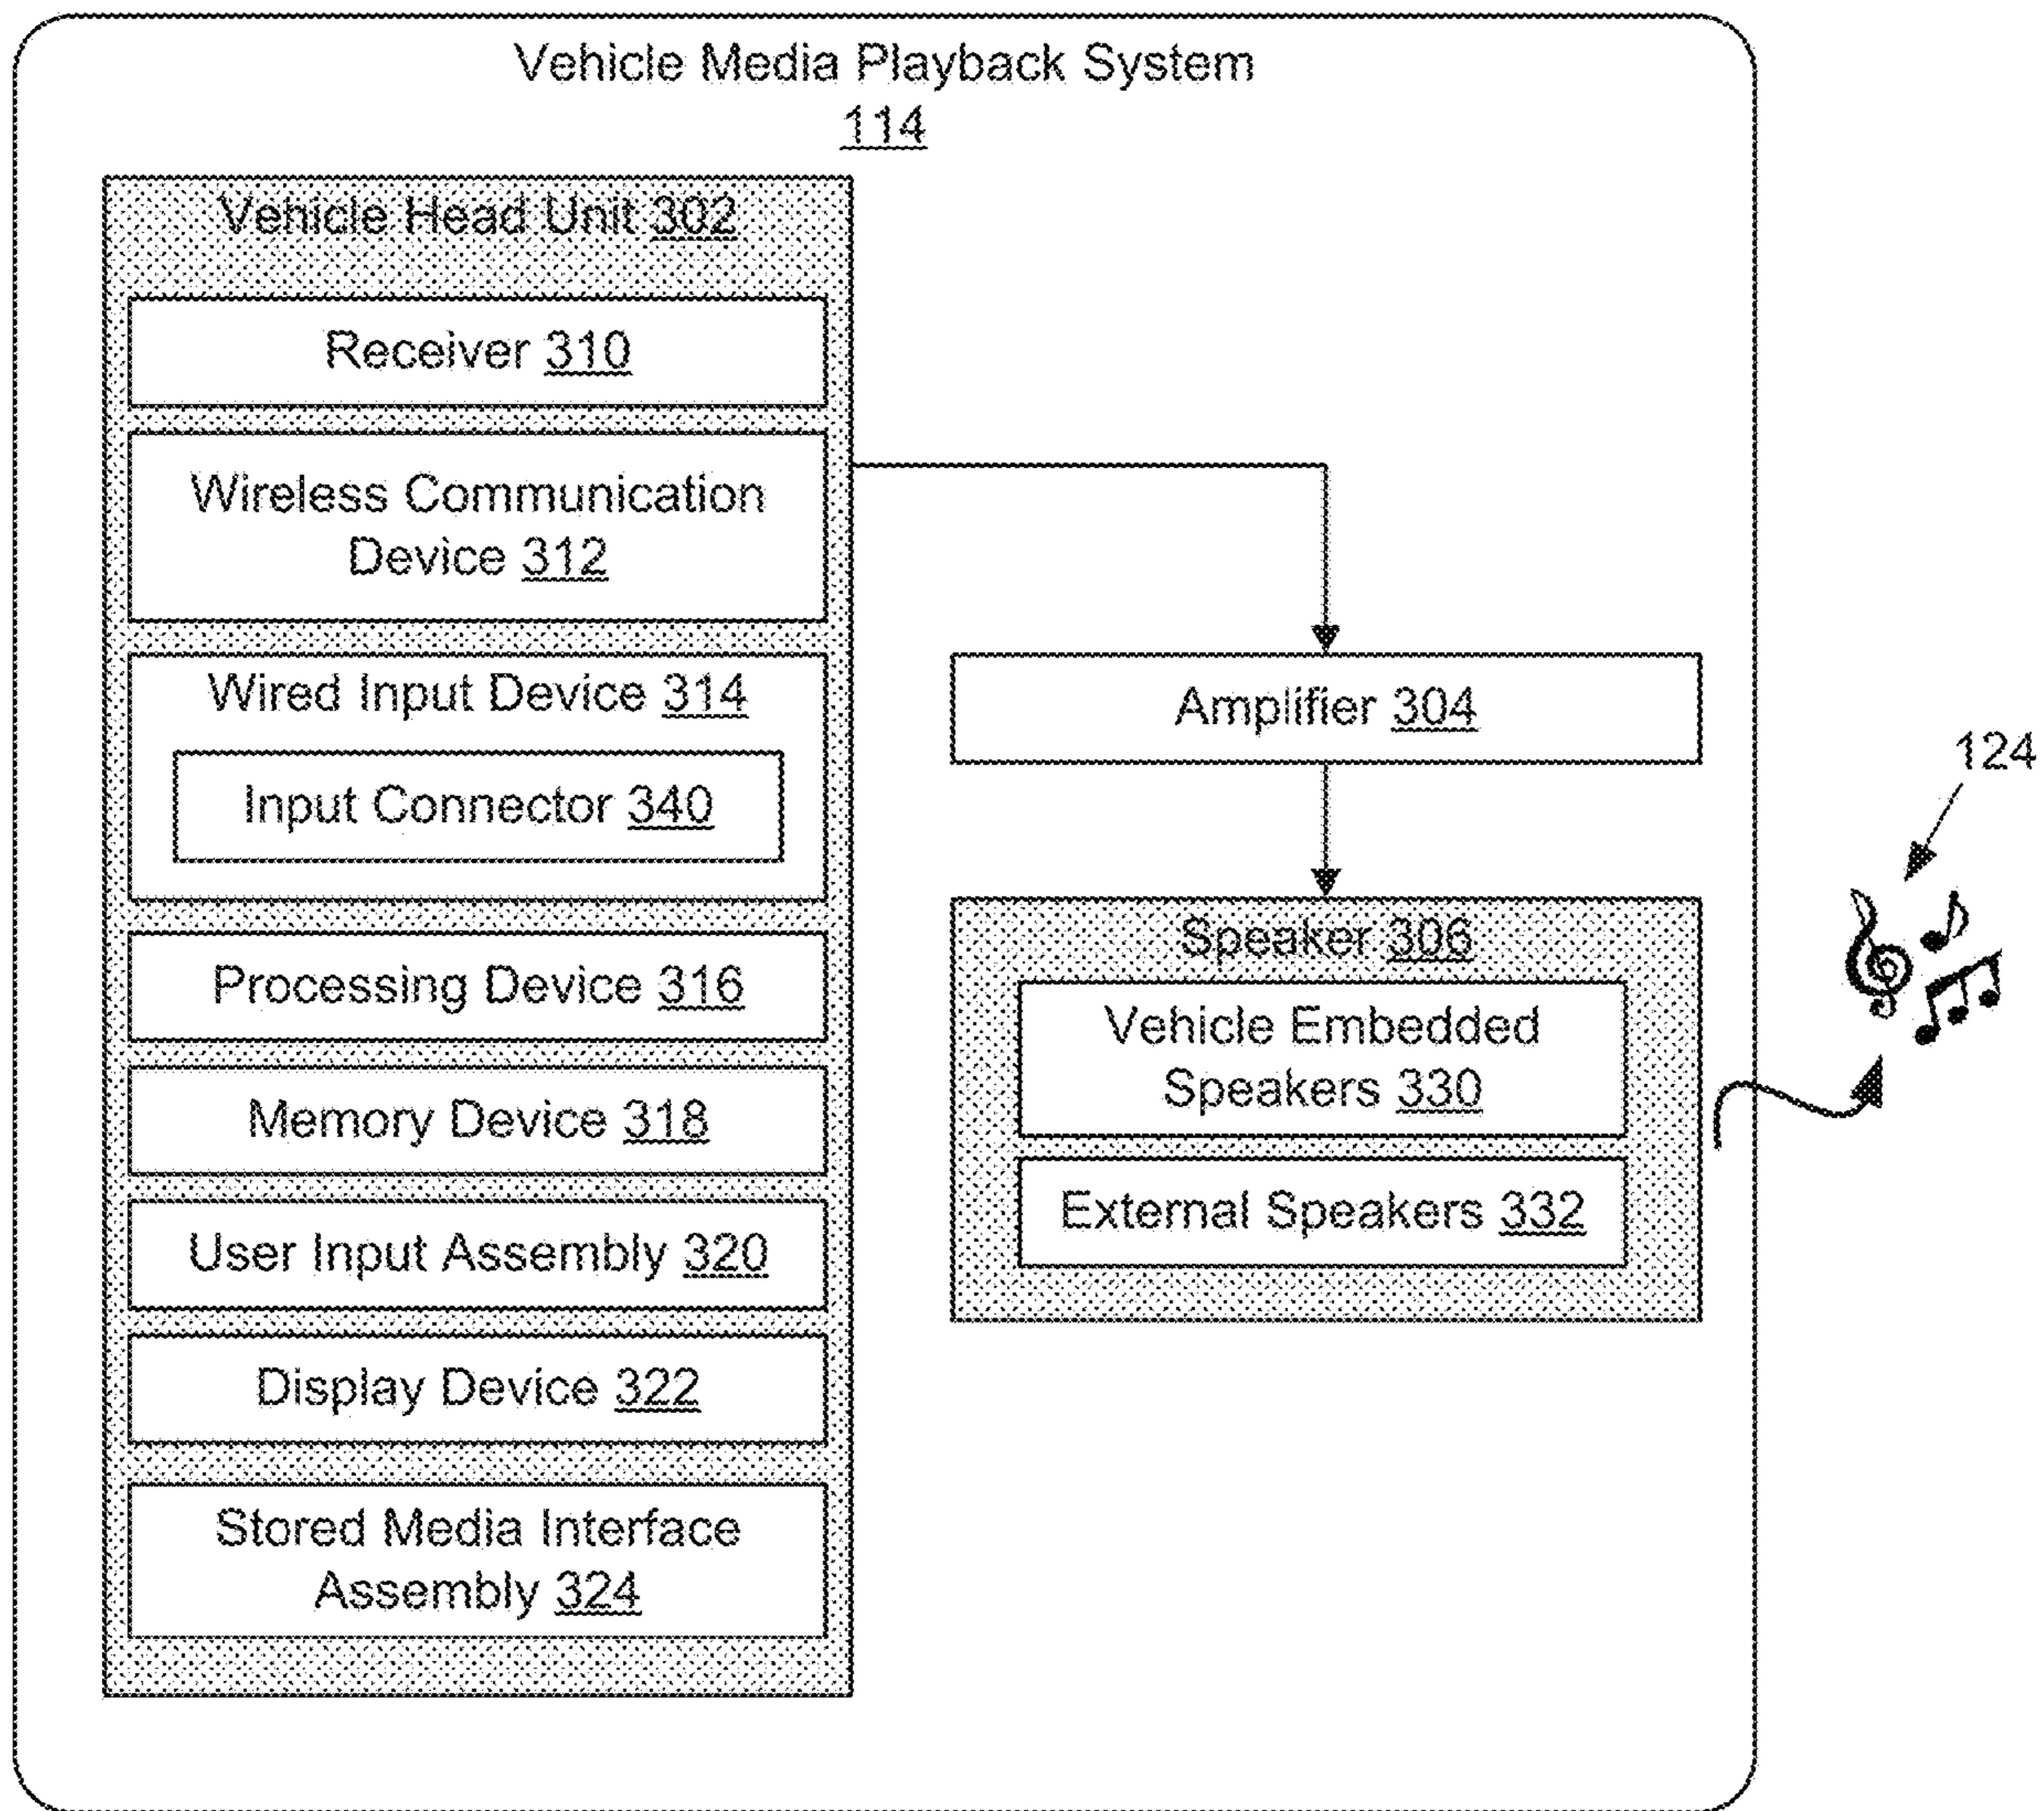 Vehicle Media Playback System
114
Vehicle Head Unit 302
Receiver 310
Wireless Communication
Device 312
Wired Input Device 314
Input Connector 340
Processing Device 316
Memory Device 318
User Input Assembly 320
Display Device 322
Stored Media Interface
Assembly 324
Amplifier 304
Speaker 306
Vehicle Embedded
Speakers 330
External Speakers 332
124